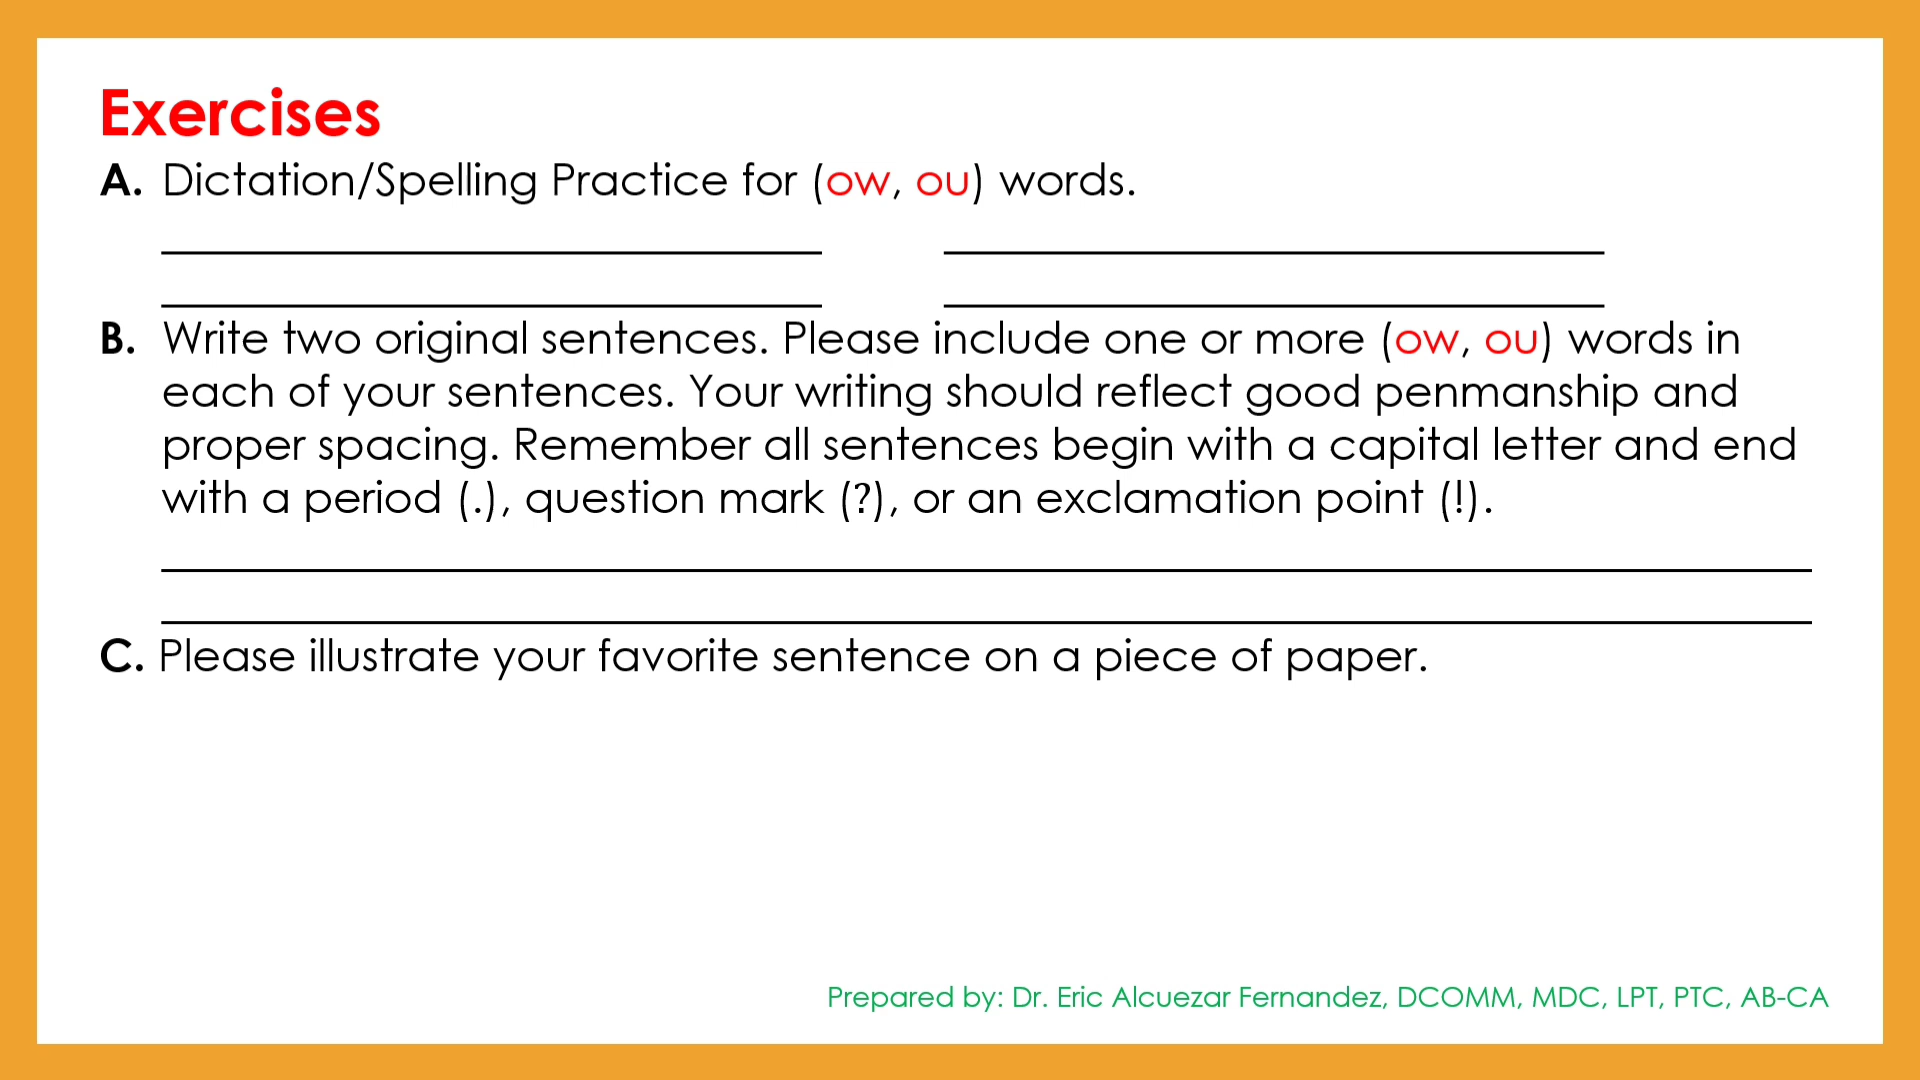 Exercises
A. Dictation/Spelling Practice for (ow, ou) words.
B. Write two original sentences. Please include one or more (ow, ou) words in
each of your sentences. Your writing should reflect good penmanship and
proper spacing. Remember all sentences begin with a capital letter and end
with a period (.), question mark (?), or an exclamation point (!).
C. Please illustrate your favorite sentence on a piece of paper.
Prepared by: Dr. Eric Alcuezar Fernandez, DCOMM, MDC, LPT, PTC, AB-CA